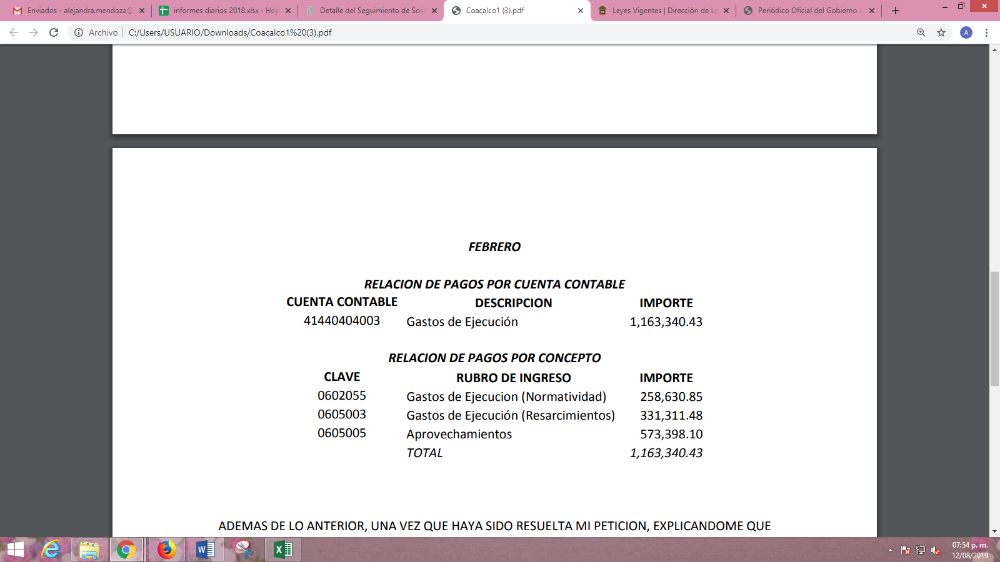 Enviados - alejandra.mendoza@
informes diarios 2018.xlsx - Hoj
Detalle del Seguimiento de Solic
Coacalco1 (3).pdf
Leyes Vigentes | Dirección de Le
Periódico Oficial del Gobierno d
Archivo
C:/Users/USUARIO/Downloads/Coacalco1%20(3).pdf
A
FEBRERO
RELACION DE PAGOS POR CUENTA CONTABLE
CUENTA CONTABLE DESCRIPCION IMPORTE
41440404003 Gastos de Ejecución 1,163,340.43
RELACION DE PAGOS POR CONCEPTO
CLAVE RUBRO DE INGRESO IMPORTE
0602055 Gastos de Ejecucion (Normatividad) 258,630.85
0605003 Gastos de Ejecución (Resarcimientos) 331,311.48
0605005 Aprovechamientos 573,398.10
TOTAL 1,163,340.43
ADEMAS DE LO ANTERIOR, UNA VEZ QUE HAYA SIDO RESUELTA MI PETICION, EXPLICANDOME QUE
07:54 p. m.
12/08/2019